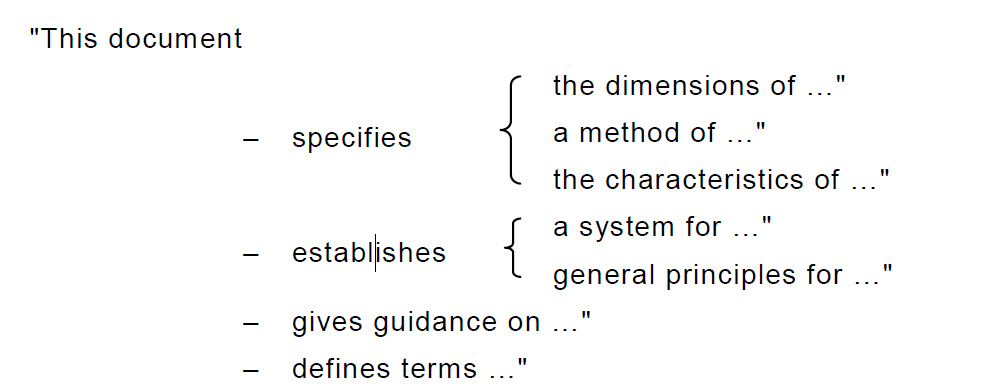 "This document
the dimensions of ..."
– specifies
a method of ..."
the characteristics of ..."
a system for ..."
– establishes
general principles for ..."
– gives guidance on ..."
– defines terms ..."